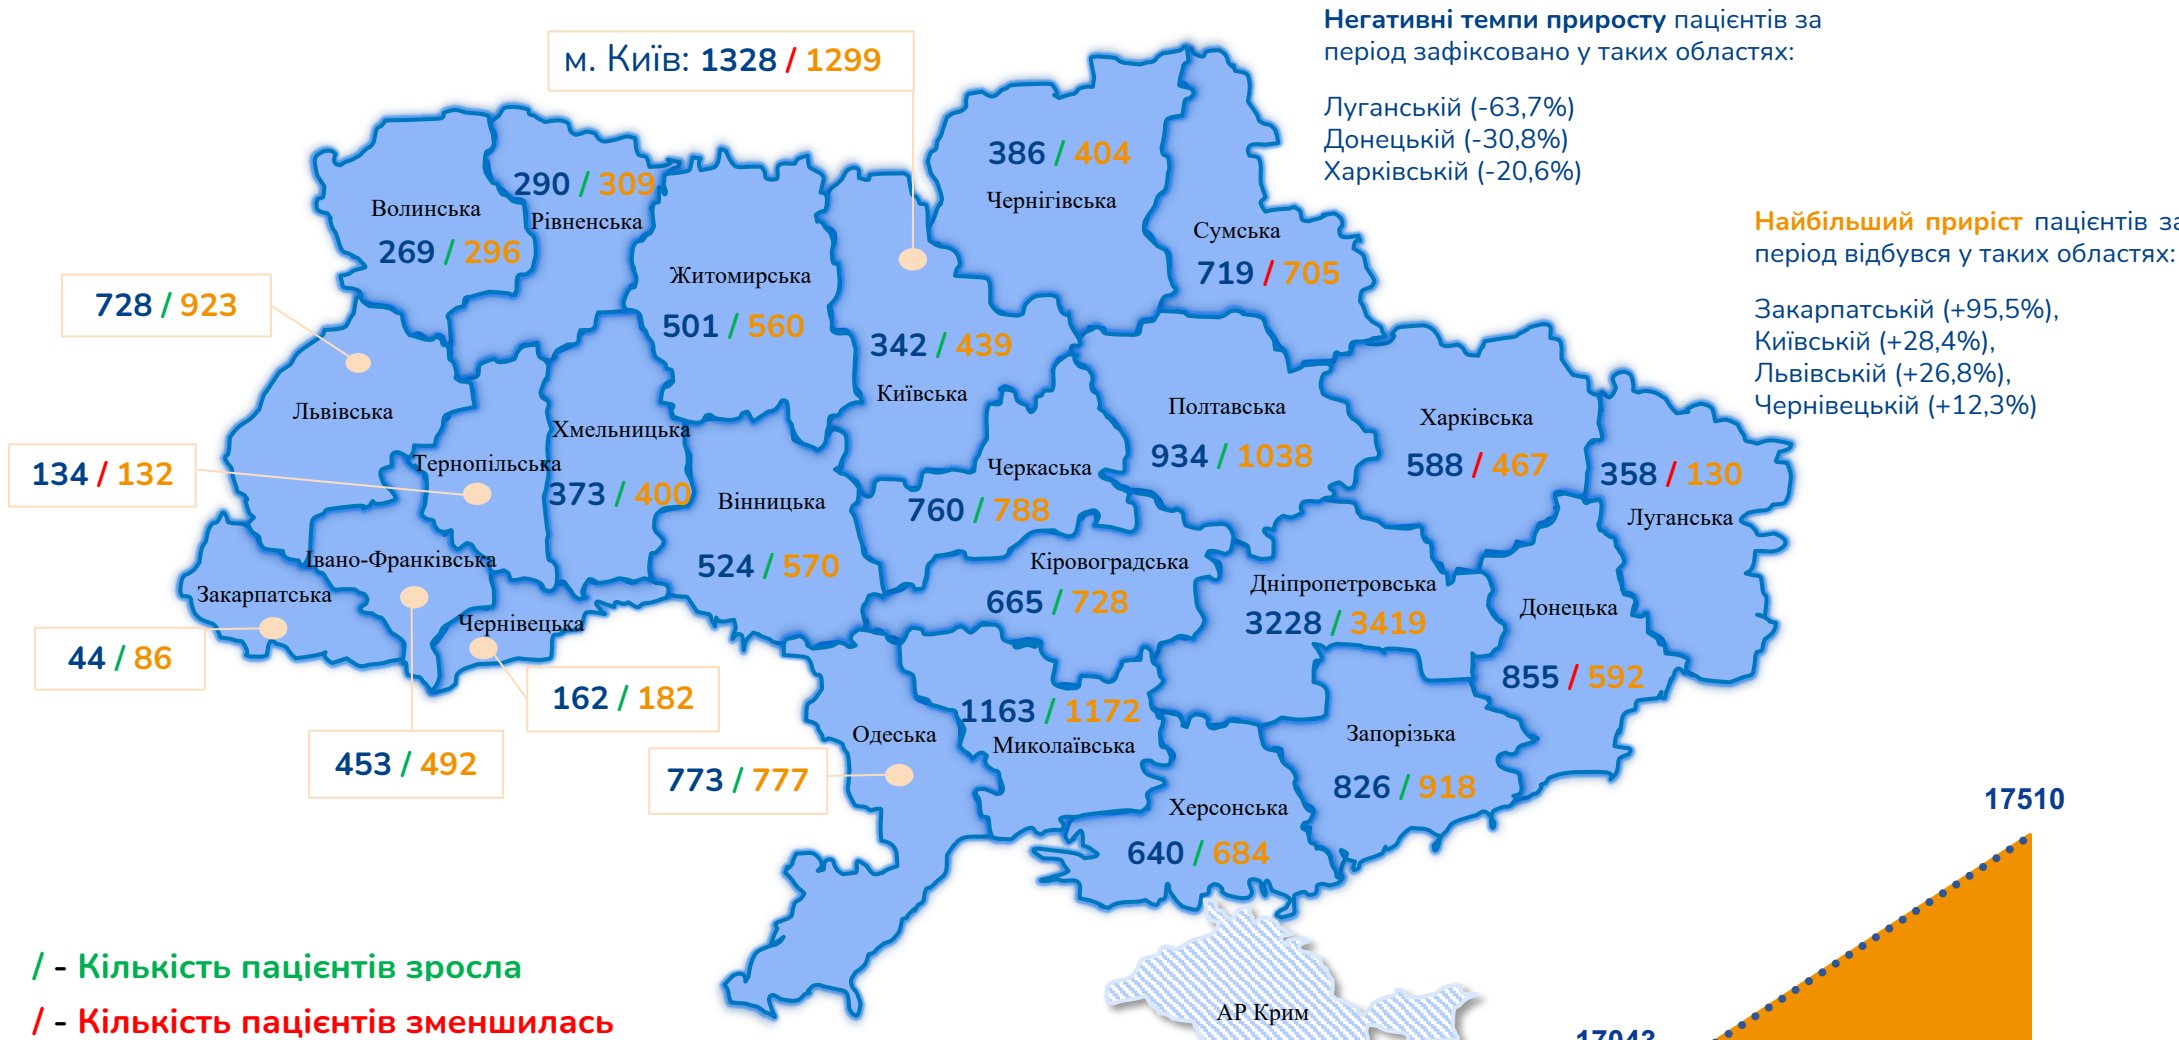 Негативні темпи приросту пацієнтів за
період зафіксовано у таких областях:
Луганській (-63,7%)
Донецькій (-30,8%)
Харківській (-20,6%)
Найбільший приріст пацієнтів за
період відбувся у таких областях:
Закарпатській (+95,5%),
Київській (+28,4%),
Львівській (+26,8%),
Чернівецькій (+12,3%)
м. Київ: 1328 / 1299
386 / 404
Чернігівська
290 / 309
Рівненська
Волинська
269 / 296
Сумська
719 / 705
Житомирська
501 / 560
728 / 923
Львівська
342 / 439
Київська
Полтавська
934 / 1038
Харківська
588 / 467
358 / 130
Луганська
Хмельницька
373 / 400
Тернопільська
134 / 132
Черкаська
760 / 788
Вінницька
524 / 570
Івано-Франківська
Закарпатська
Чернівецька
44 / 86
162 / 182
453 / 492
Кіровоградська
665 / 728
Дніпропетровська
3228 / 3419
Донецька
855 / 592
1163 / 1172
Миколаївська
Одеська
773 / 777
Запорізька
826 / 918
Херсонська
640 / 684
АР Крим
/ - Кількість пацієнтів зросла
/ - Кількість пацієнтів зменшилась
17510
17043